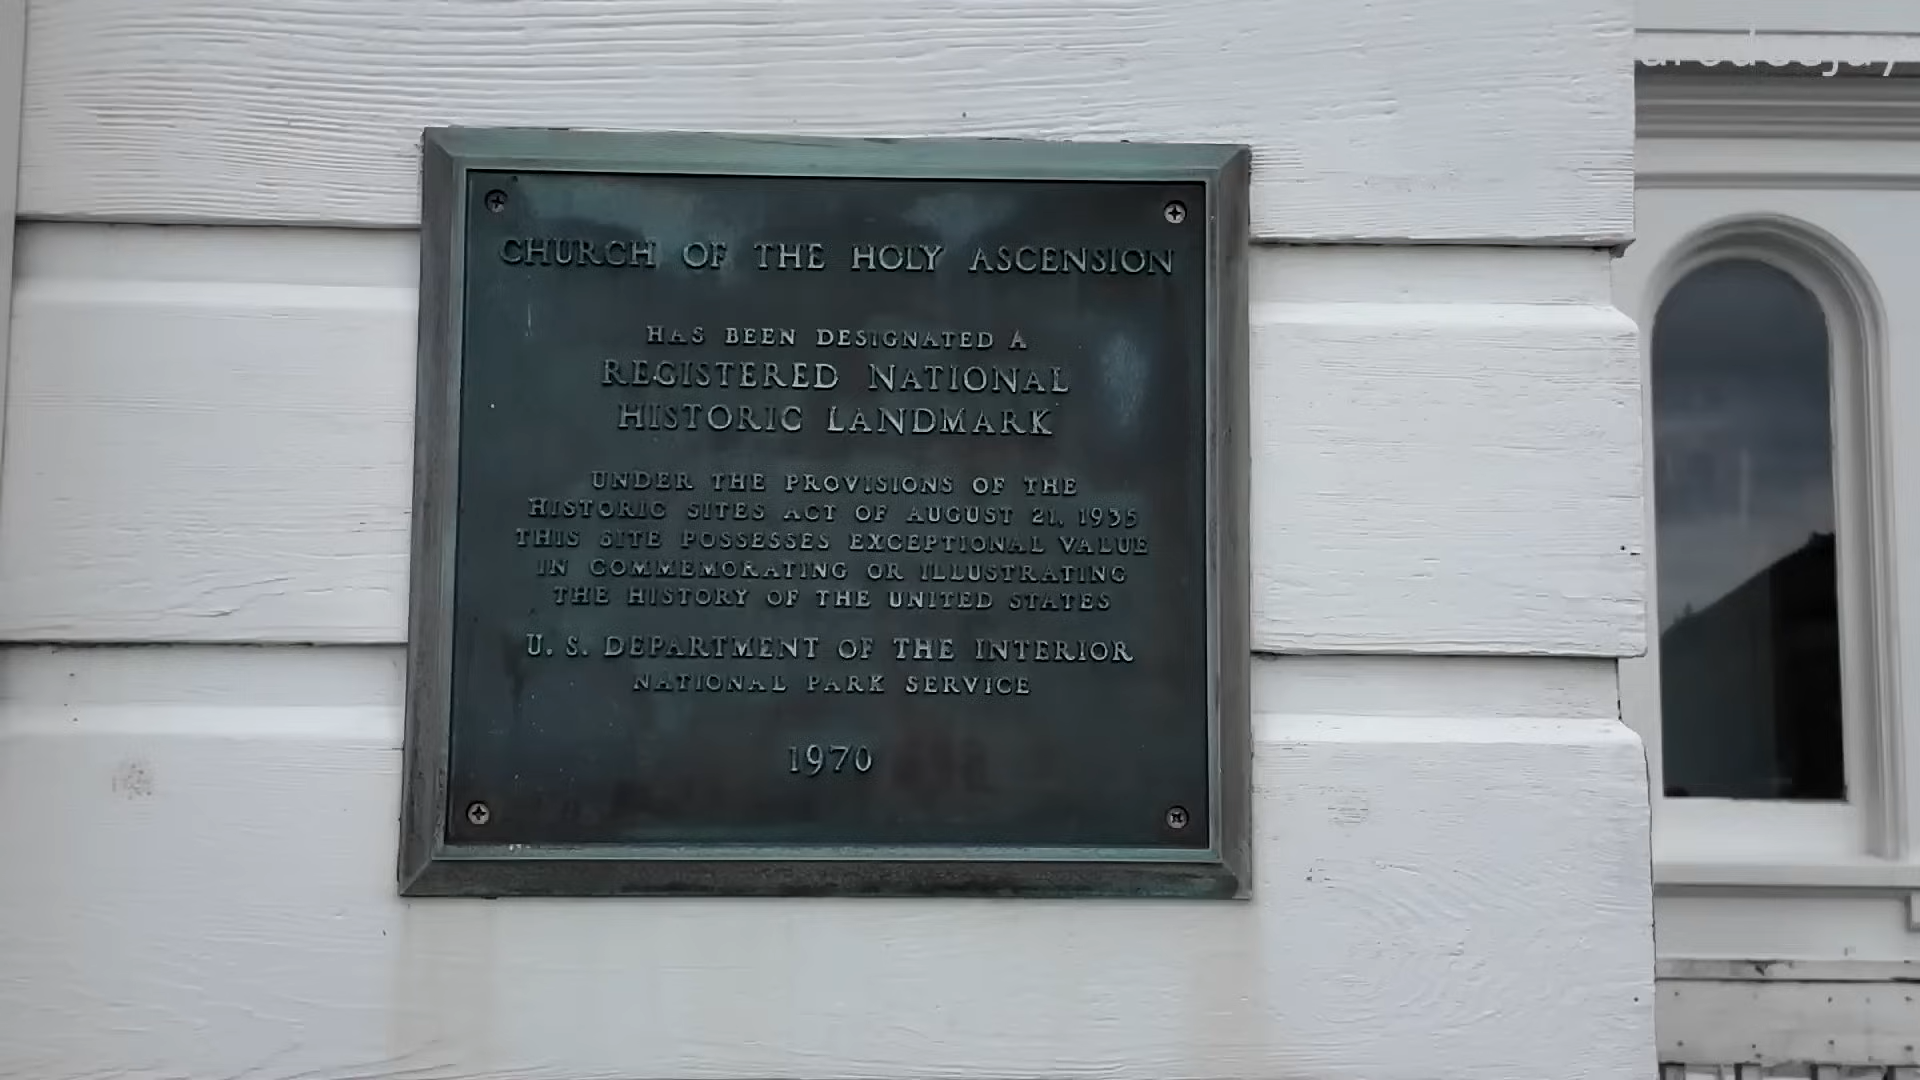 CHURCH OF THE HOLY ASCENSION
HAS BEEN DESIGNATED A
REGISTERED NATIONAL
HISTORIC LANDMARK
UNDER THE PROVISIONS OF THE
HISTORIC SITES ACT OF AUGUST 21, 1935
THIS SITE POSSESSES EXCEPTIONAL VALUE
IN COMMEMORATING OR ILLUSTRATING
THE HISTORY OF THE UNITED STATES
U. S. DEPARTMENT OF THE INTERIOR
NATIONAL PARK SERVICE
1970